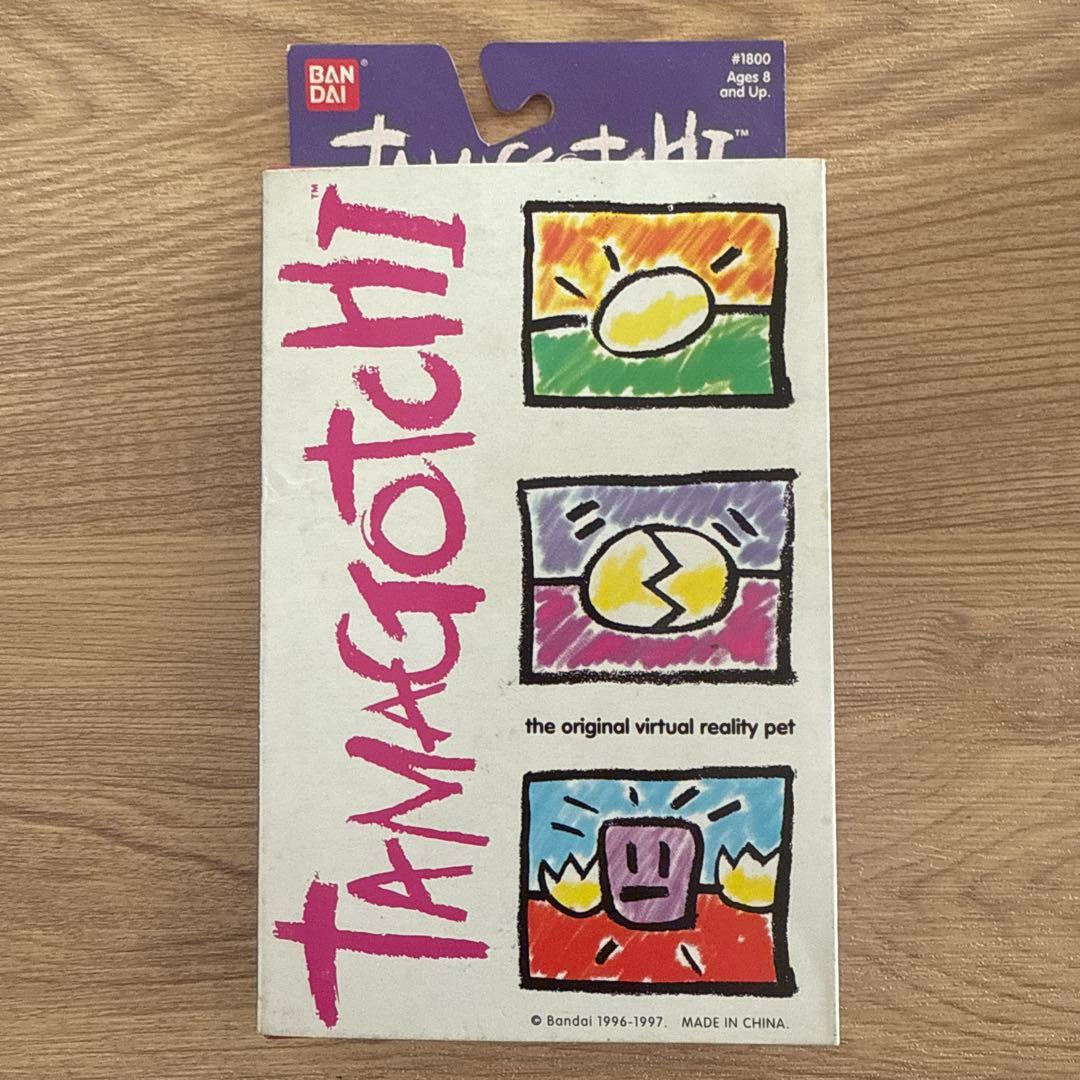 BAN
DAI®
#1800
Ages 8
and Up.
TAMAGOTCHI™
TAMAGOTCHI™
the original virtual reality pet
© Bandai 1996-1997. MADE IN CHINA.